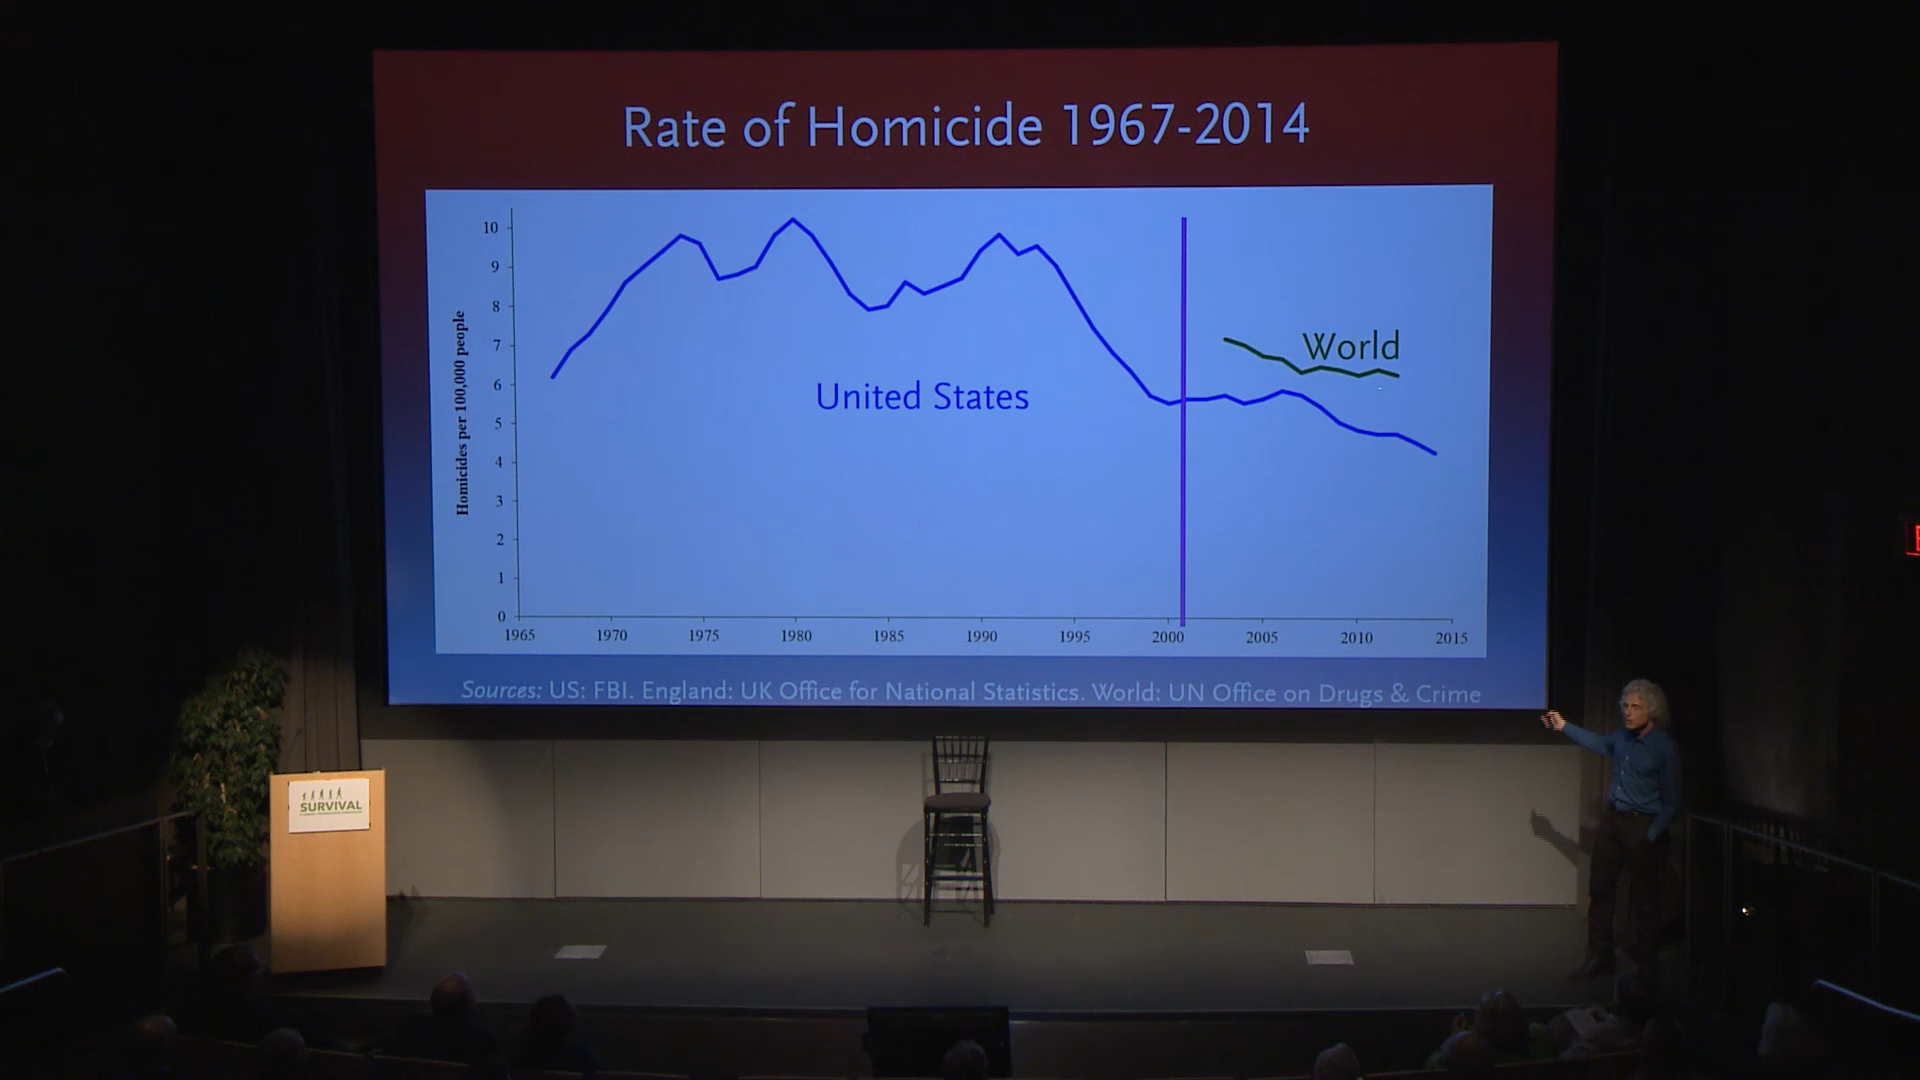 Rate of Homicide 1967-2014
10
9
8
7
6
5
4
3
2
1
0
Homicides per 100,000 people
United States
World
1965 1970 1975 1980 1985 1990 1995 2000 2005 2010 2015
Sources: US: FBI. England: UK Office for National Statistics. World: UN Office on Drugs & Crime
SURVIVAL